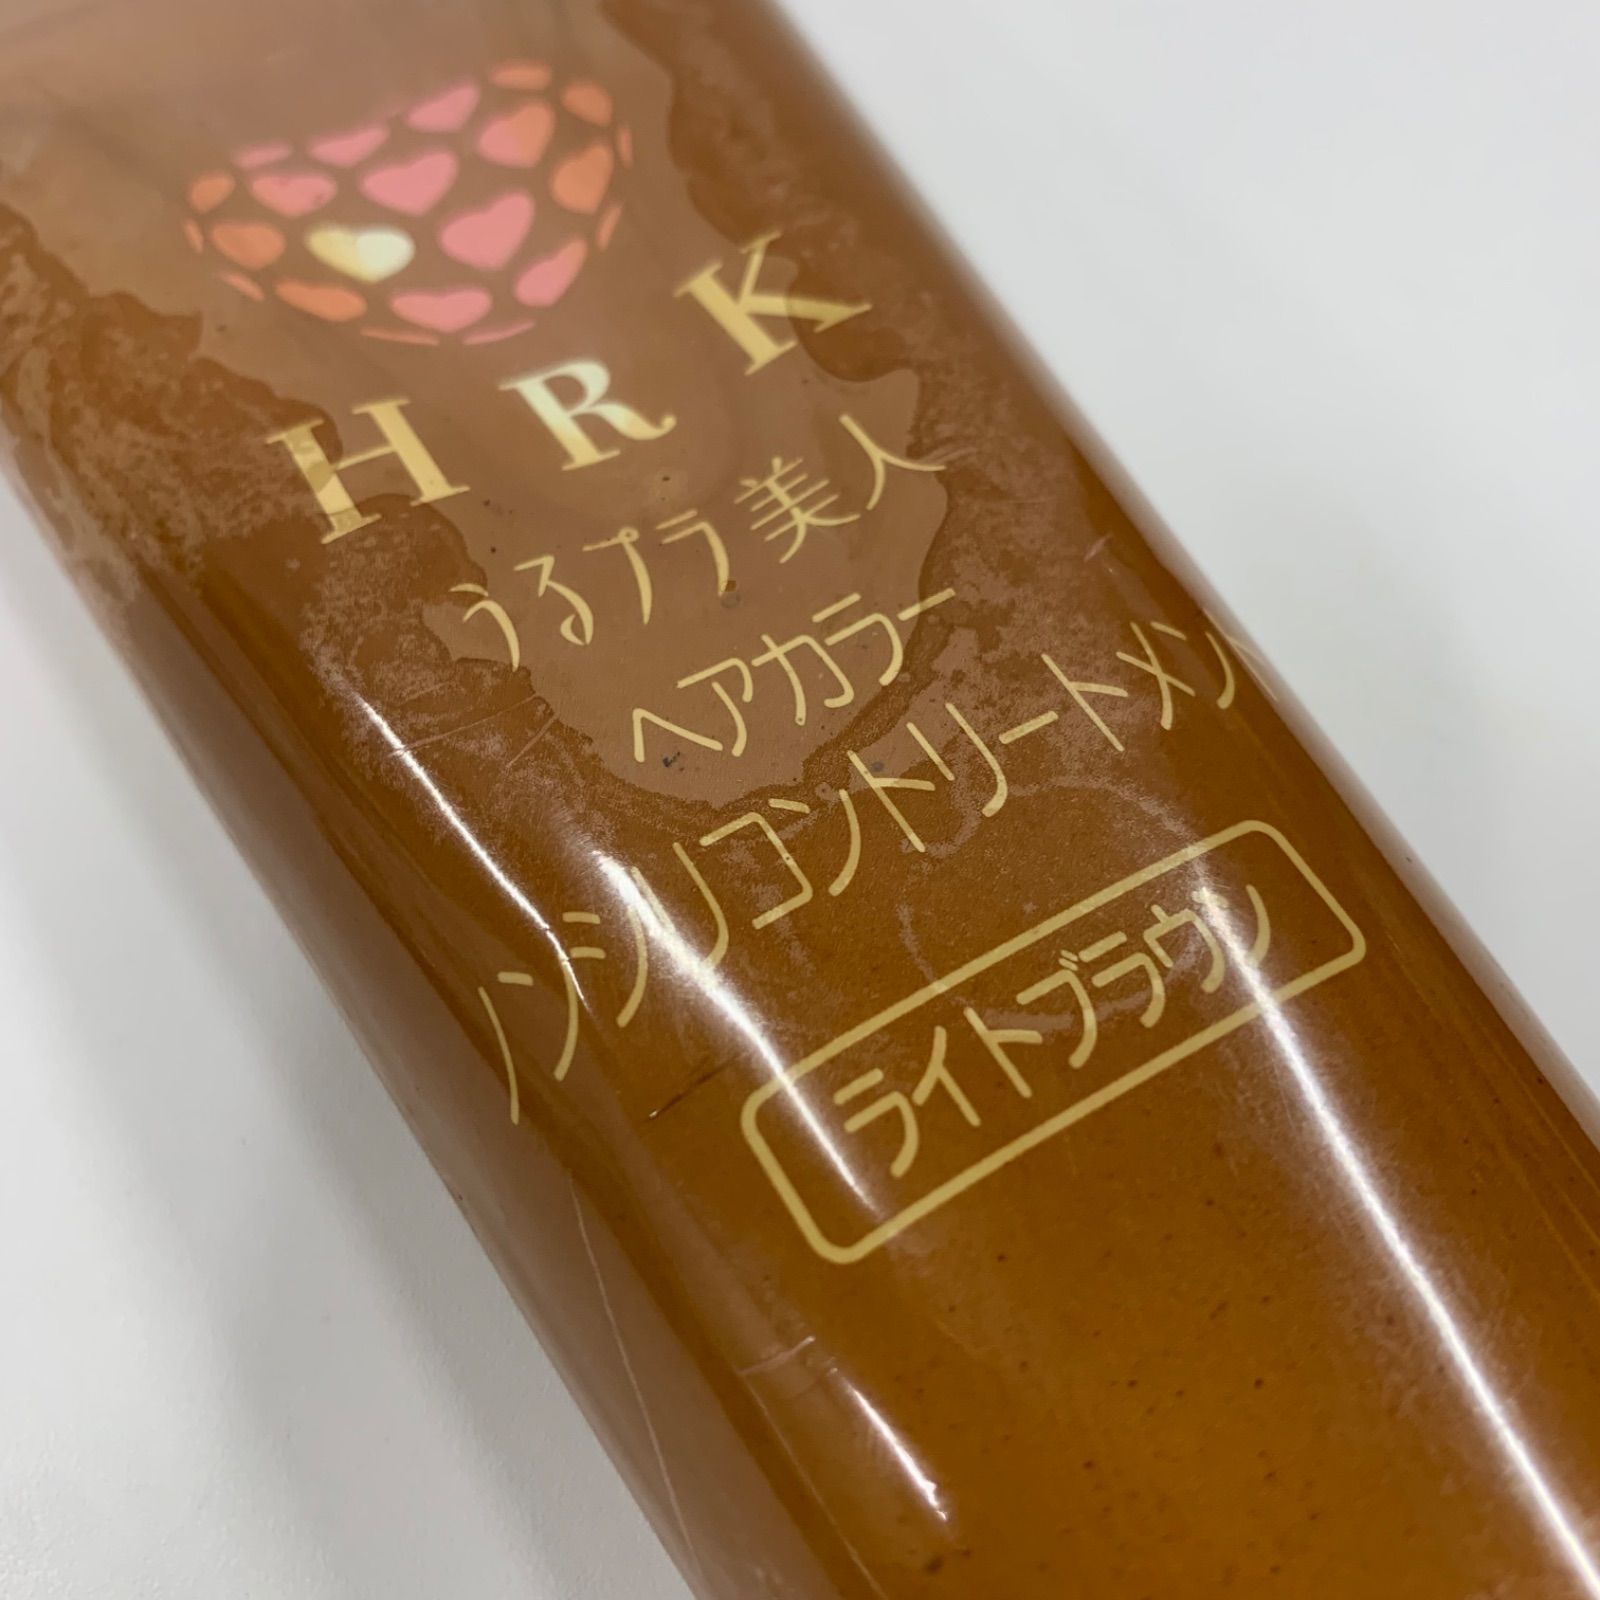 HRK
うるプラ美人
ヘアカラー
ノンシリコントリートメント
ライトブラウン